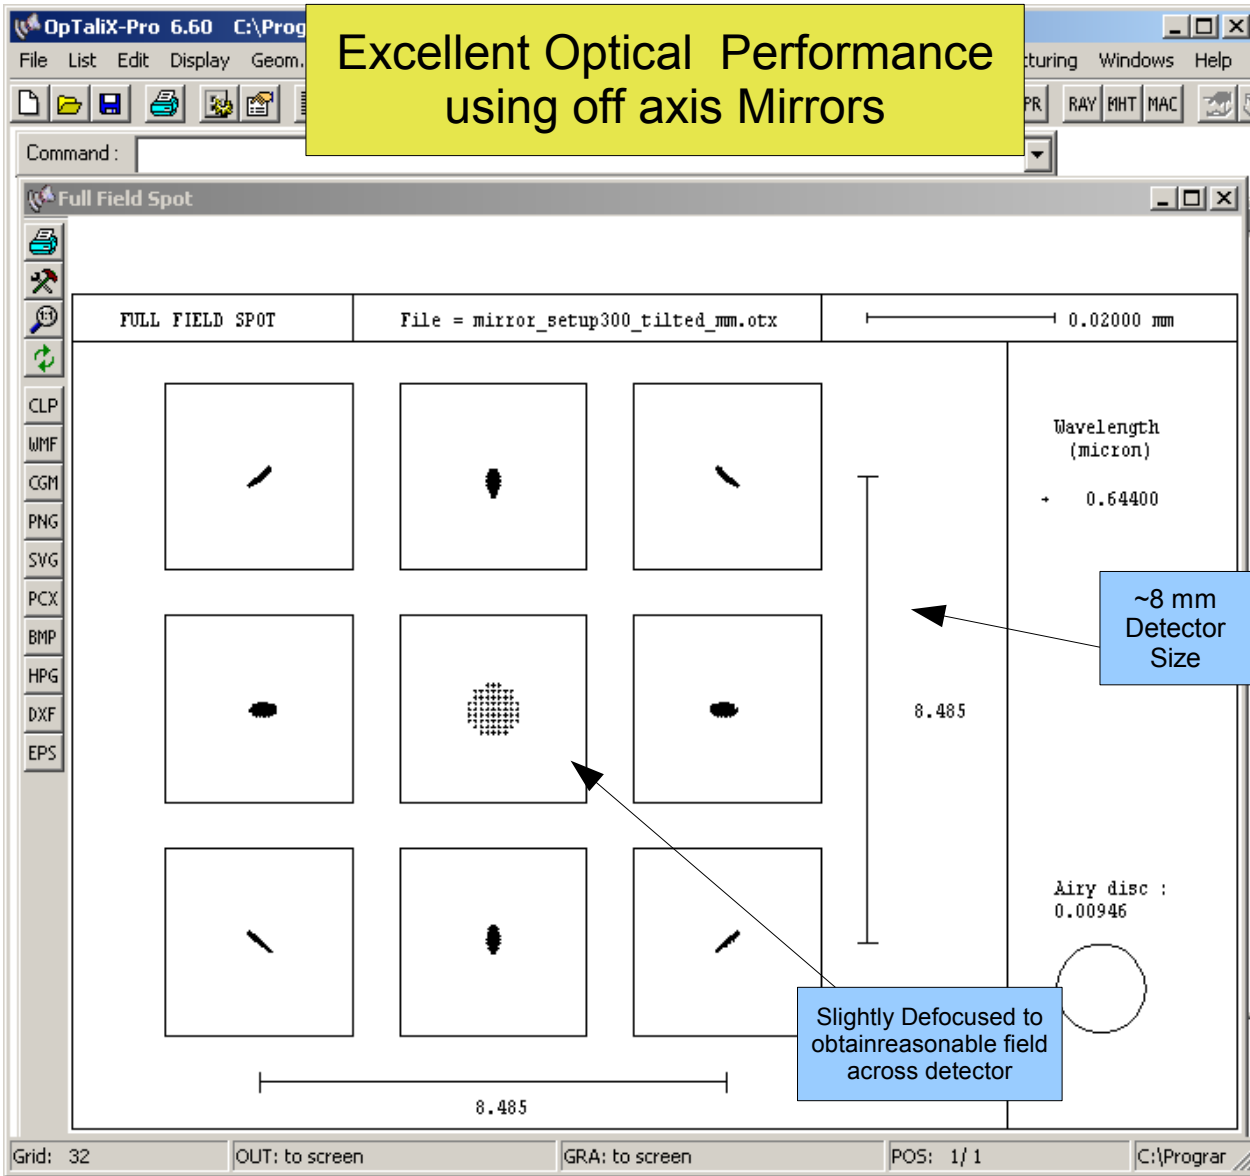 OpTaliX-Pro 6.60 C:\Prog
Excellent Optical Performance
using off axis Mirrors
File List Edit Display Geom. turing Windows Help
PR RAY MHT MAC
Command :
Full Field Spot
FULL FIELD SPOT
File = mirror_setup300_tilted_mm.otx
0.02000 mm
CLP
WMF
CGM
PNG
SVG
PCX
BMP
HPG
DXF
EPS
Wavelength
(micron)
+ 0.64400
~8 mm
Detector
Size
8.485
Airy disc :
0.00946
Slightly Defocused to
obtainreasonable field
across detector
8.485
Grid: 32 OUT: to screen GRA: to screen POS: 1/ 1 C:\Prograr